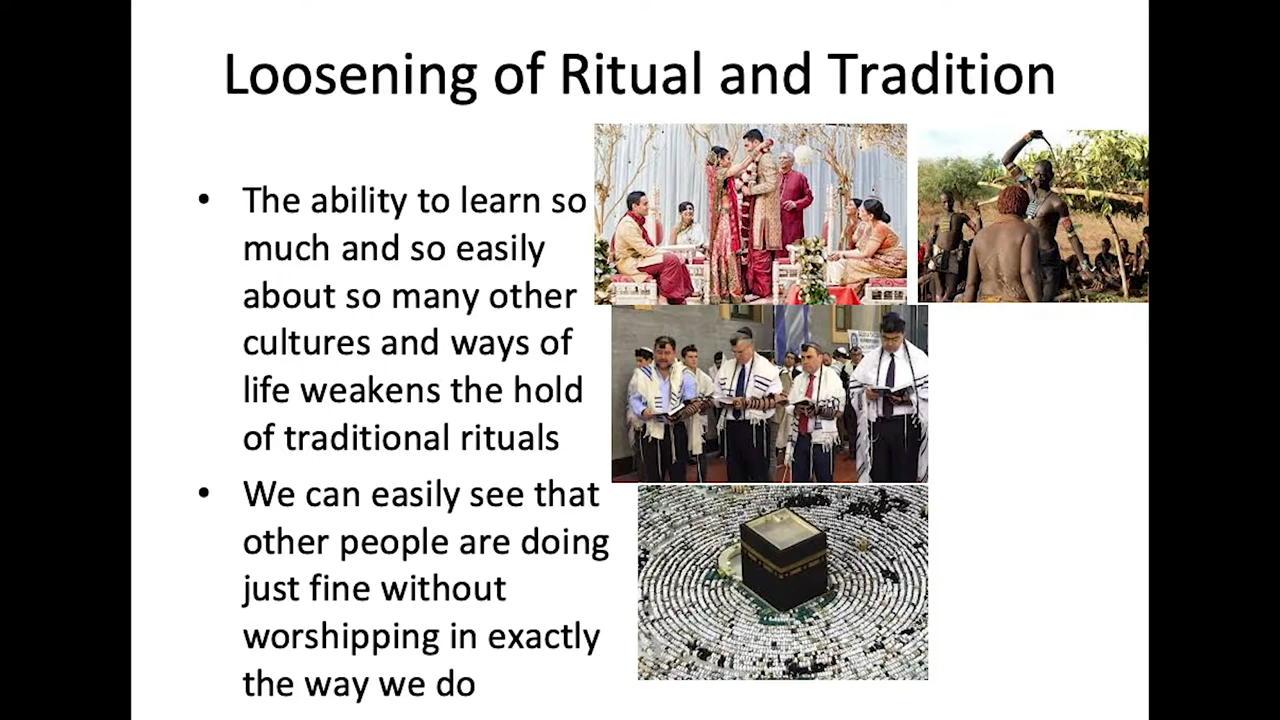 Loosening of Ritual and Tradition
• The ability to learn so
much and so easily
about so many other
cultures and ways of
life weakens the hold
of traditional rituals
• We can easily see that
other people are doing
just fine without
worshipping in exactly
the way we do